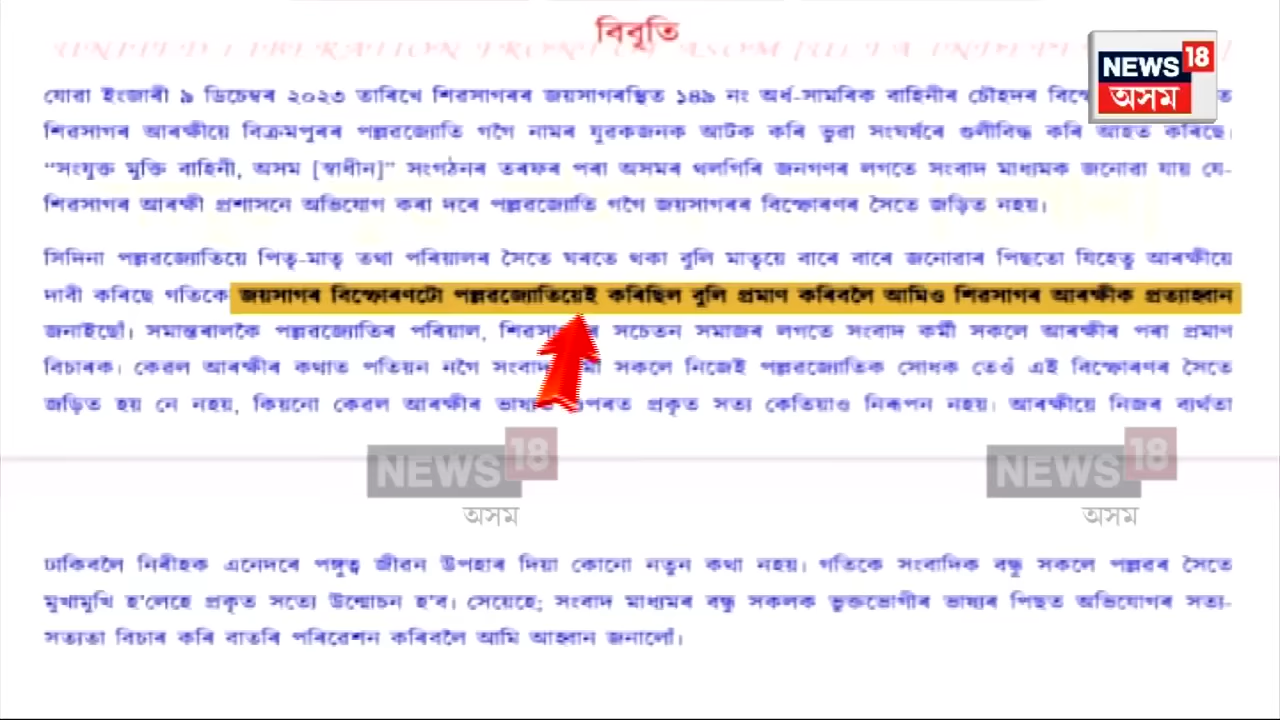 বিবৃতি
UNITED LIBERATION FRONT OF ASOM [ULFA INDEPENDENT]
NEWS 18
অসম
যোৱা ইংৰাজী ৯ ডিচেম্বৰ ২০২৩ তাৰিখে শিৱসাগৰৰ জয়সাগৰস্থিত ১৪৯ নং অৰ্ধ-সামৰিক বাহিনীৰ চৌহদৰ ত
শিৱসাগৰ আৰক্ষীয়ে বিক্ৰমপুৰৰ পল্লৱজ্যোতি গগৈ নামৰ যুৱকজনক আটক কৰি ভুৱা সংঘৰ্ষৰে গুলীবিদ্ধ কৰি আহত কৰিছে।
“সংযুক্ত মুক্তি বাহিনী, অসম [স্বাধীন]” সংগঠনৰ তৰফৰ পৰা অসমৰ থলগিৰি জনগণৰ লগতে সংবাদ মাধ্যমক জনোৱা যায় যে-
শিৱসাগৰ আৰক্ষী প্ৰশাসনে অভিযোগ কৰা দৰে পল্লৱজ্যোতি গগৈ জয়সাগৰৰ বিস্ফোৰণৰ সৈতে জড়িত নহয়।
সিদিনা পল্লৱজ্যোতিয়ে পিতৃ-মাতৃ তথা পৰিয়ালৰ সৈতে ঘৰতে থকা বুলি মাতৃয়ে বাৰে বাৰে জনোৱাৰ পিছতো যিহেতু আৰক্ষীয়ে
দাবী কৰিছে গতিকে জয়সাগৰ বিস্ফোৰণটো পল্লৱজ্যোতিয়েই কৰিছিল বুলি প্ৰমাণ কৰিবলৈ আমিও শিৱসাগৰ আৰক্ষীক প্ৰত্যাহ্বান
জনাইছোঁ। সমান্তৰালকৈ পল্লৱজ্যোতিৰ পৰিয়াল, সচেতন সমাজৰ লগতে সংবাদ কৰ্মী সকলে আৰক্ষীৰ পৰা প্ৰমাণ
বিচাৰক। কেৱল আৰক্ষীৰ কথাত পতিয়ন নগৈ সংবাদ সকলে নিজেই পল্লৱজ্যোতিক সোধক তেওঁ এই বিস্ফোৰণৰ সৈতে
জড়িত হয় নে নহয়, কিয়নো কেৱল আৰক্ষীৰ প্ৰকৃত সত্য কেতিয়াও নিৰূপন নহয়। আৰক্ষীয়ে নিজৰ ব্যৰ্থতা
NEWS 18
অসম
NEWS 18
অসম
ঢাকিবলৈ নিৰীহক এনেদৰে পঙ্গুত্ব জীৱন উপহাৰ দিয়া কোনো নতুন কথা নহয়। গতিকে সংবাদিক বন্ধু সকলে পল্লৱৰ সৈতে
মুখামুখি হ'লেহে প্ৰকৃত সত্যে উন্মোচন হ'ব। সেয়েহে; সংবাদ মাধ্যমৰ বন্ধু সকলক ভুক্তভোগীৰ ভাষ্যৰ পিছত অভিযোগৰ সত্য-
সত্যতা বিচাৰ কৰি বাতৰি পৰিৱেশন কৰিবলৈ আমি আহ্বান জনালোঁ।